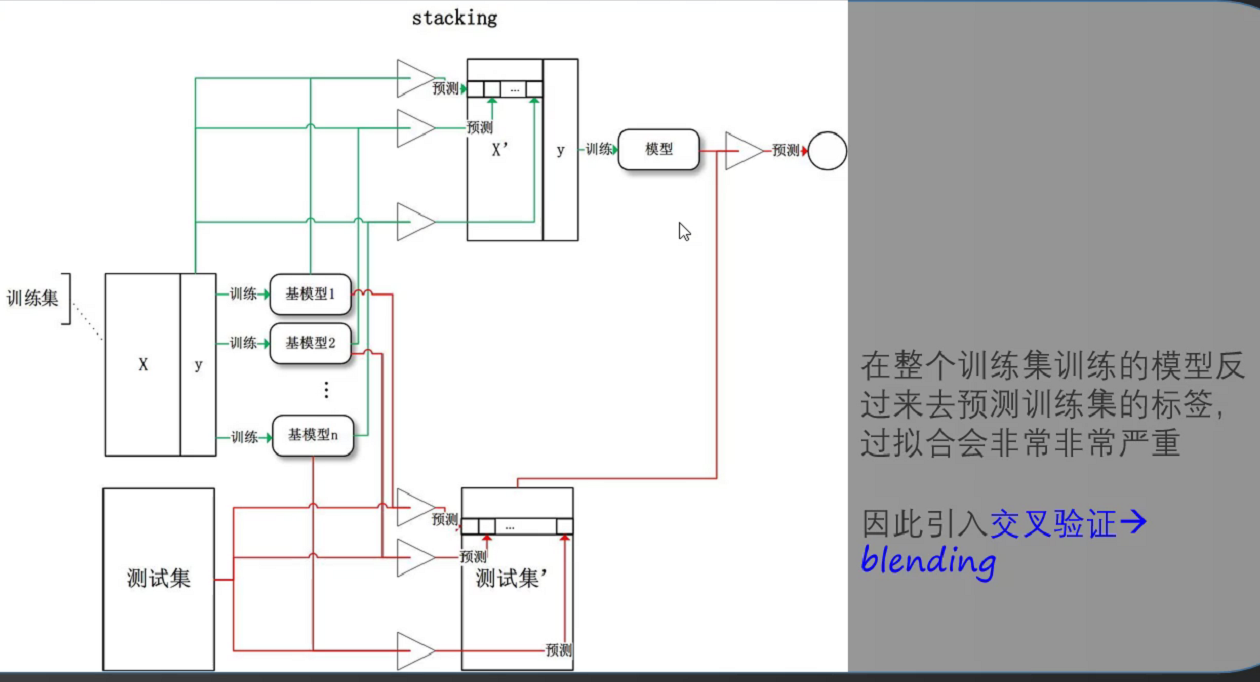 stacking
预测
...
预测
X'
y
训练
模型
预测
训练集
X
y
训练
基模型1
训练
基模型2
⋮
训练
基模型n
测试集
预测
...
预测
测试集'
预测
在整个训练集训练的模型反
过来去预测训练集的标签，
过拟合会非常非常严重
因此引入交叉验证→
blending